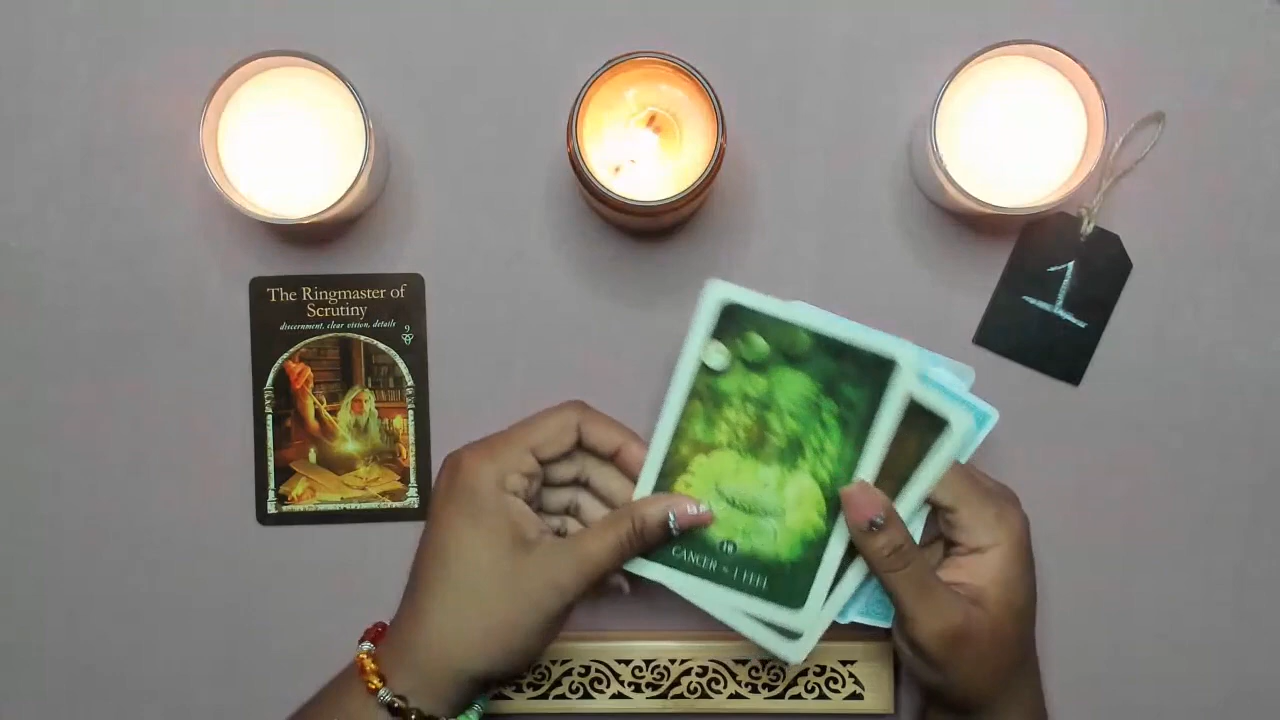 The Ringmaster of
Scrutiny
discernment, clear vision, details
9
1
18
CANCER ~ I FEEL